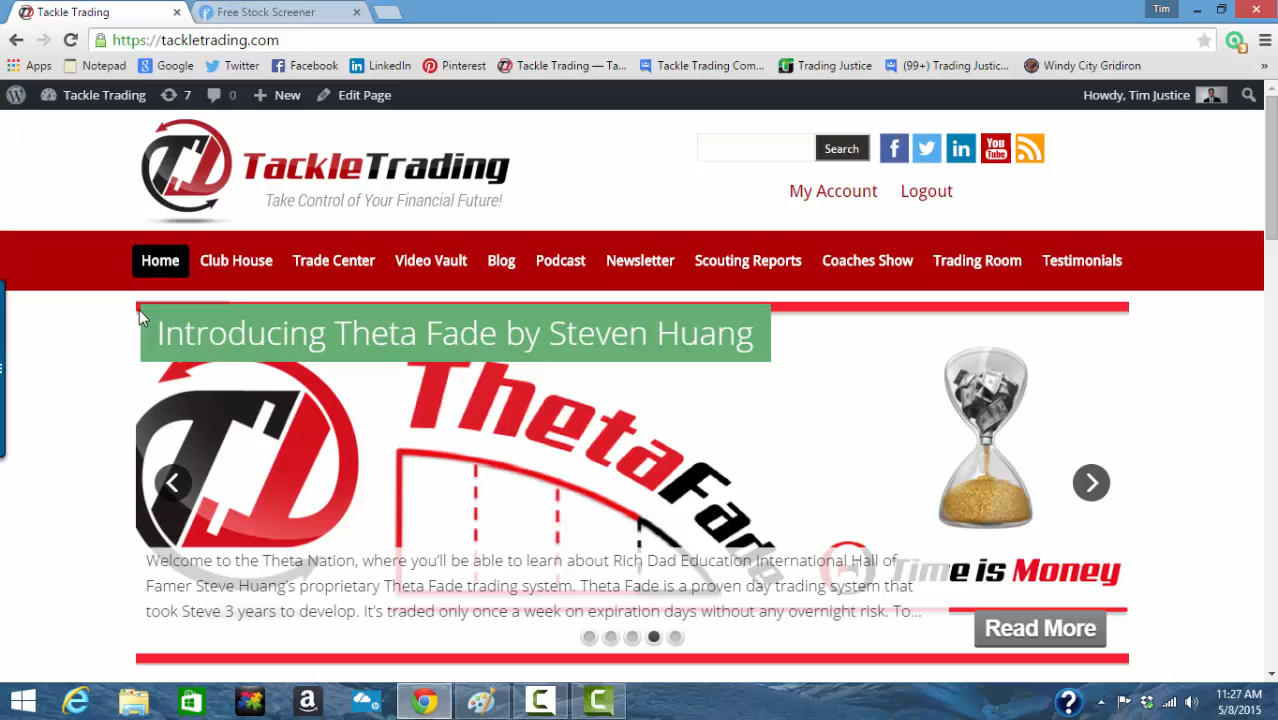 Tackle Trading
Free Stock Screener
Tim
https://tackletrading.com
Apps Notepad Google Twitter Facebook LinkedIn Pinterest Tackle Trading — Ta... Tackle Trading Com... Trading Justice (99+) Trading Justic... Windy City Gridiron »
Tackle Trading 7 0 New Edit Page Howdy, Tim Justice
TackleTrading
Take Control of Your Financial Future!
Search
You Tube
My Account Logout
Home Club House Trade Center Video Vault Blog Podcast Newsletter Scouting Reports Coaches Show Trading Room Testimonials
Introducing Theta Fade by Steven Huang
ThetaFade
Time is Money
Welcome to the Theta Nation, where you'll be able to learn about Rich Dad Education International Hall of
Famer Steve Huang's proprietary Theta Fade trading system. Theta Fade is a proven day trading system that
took Steve 3 years to develop. It's traded only once a week on expiration days without any overnight risk. To...
Read More
11:27 AM
5/8/2015